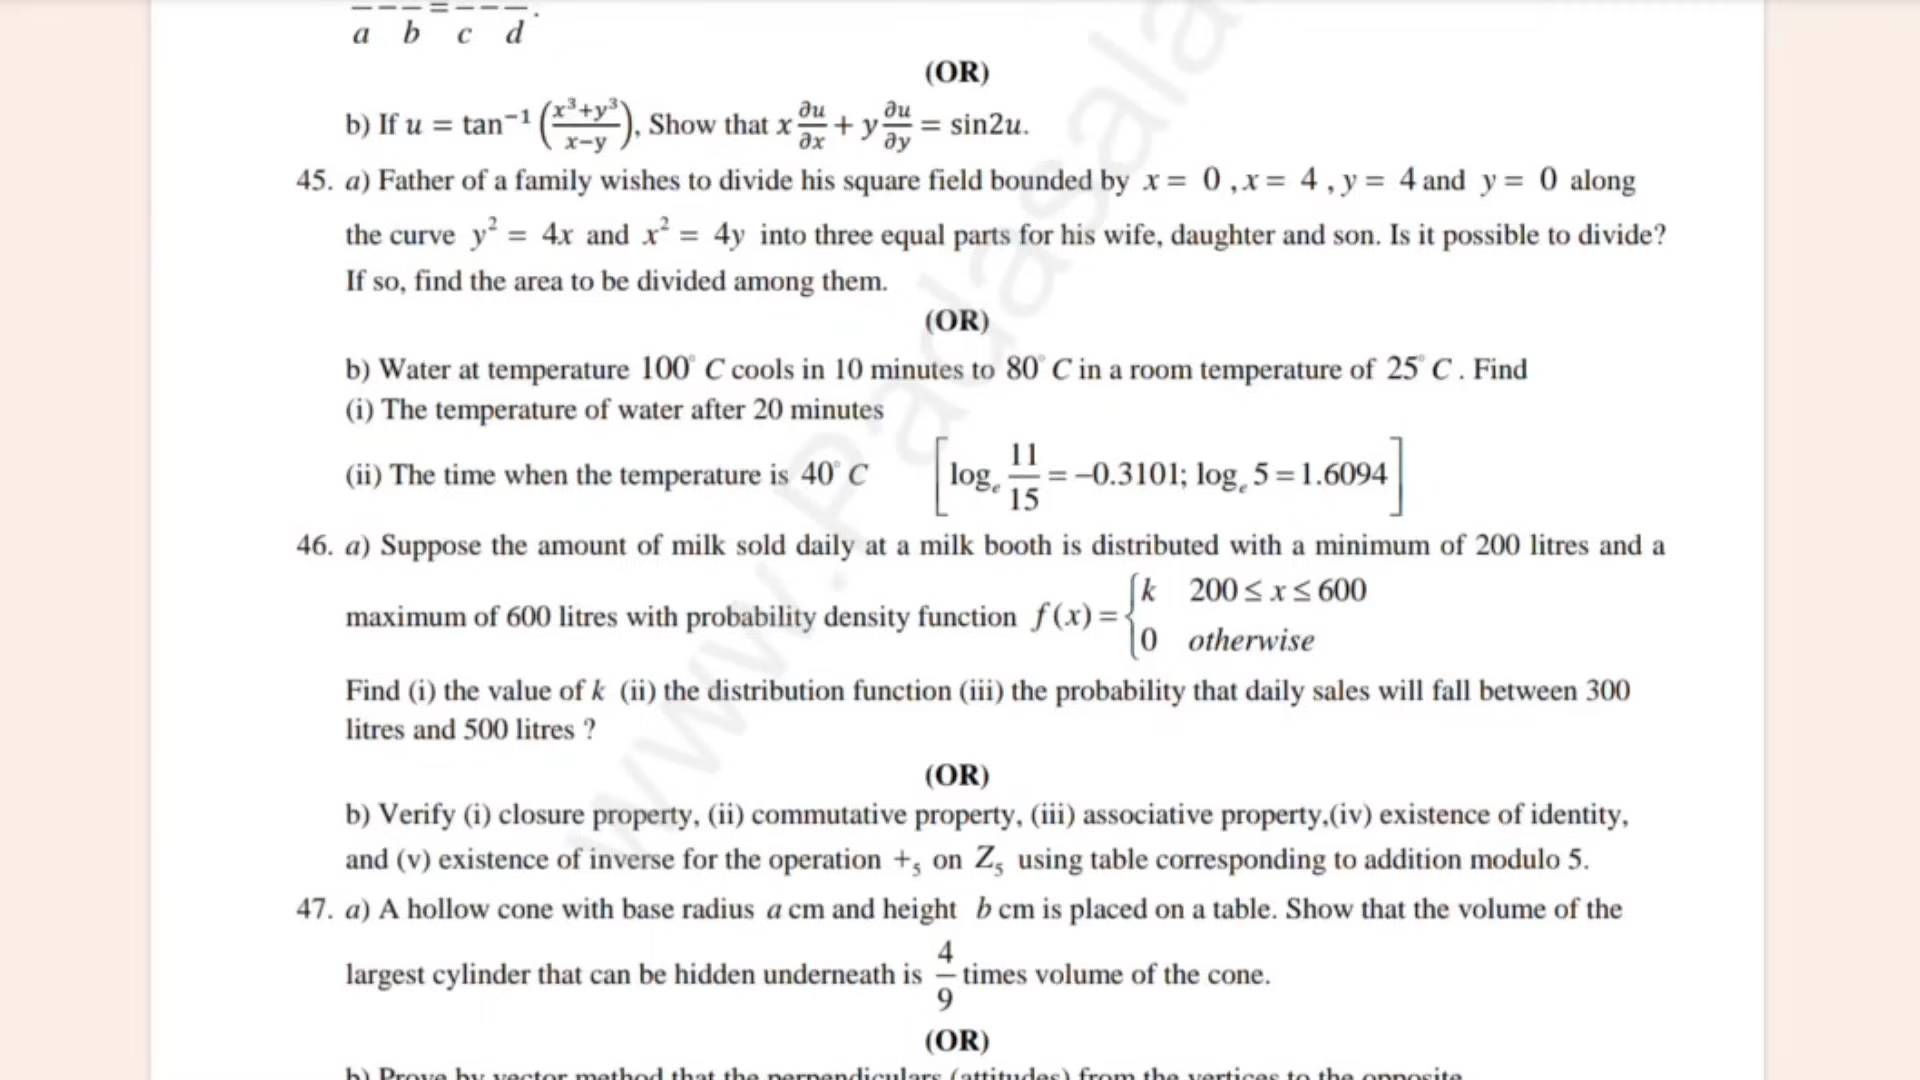 a b = c d .
(OR)
b) If u = tan⁻¹ ((x³+y³)/(x−y)), Show that x ∂u/∂x + y ∂u/∂y = sin2u.
45. a) Father of a family wishes to divide his square field bounded by x = 0 , x = 4 , y = 4 and y = 0 along
the curve y² = 4x and x² = 4y into three equal parts for his wife, daughter and son. Is it possible to divide?
If so, find the area to be divided among them.
(OR)
b) Water at temperature 100° C cools in 10 minutes to 80° C in a room temperature of 25° C . Find
(i) The temperature of water after 20 minutes
(ii) The time when the temperature is 40° C [logₑ 11/15 = −0.3101; logₑ 5 = 1.6094]
46. a) Suppose the amount of milk sold daily at a milk booth is distributed with a minimum of 200 litres and a
maximum of 600 litres with probability density function f(x) = { k 200 ≤ x ≤ 600
0 otherwise
Find (i) the value of k (ii) the distribution function (iii) the probability that daily sales will fall between 300
litres and 500 litres ?
(OR)
b) Verify (i) closure property, (ii) commutative property, (iii) associative property,(iv) existence of identity,
and (v) existence of inverse for the operation +₅ on Z₅ using table corresponding to addition modulo 5.
47. a) A hollow cone with base radius a cm and height b cm is placed on a table. Show that the volume of the
largest cylinder that can be hidden underneath is 4/9 times volume of the cone.
(OR)
b) Prove by vector method that the perpendiculars (attitudes) from the vertices to the opposite
www.Padasala